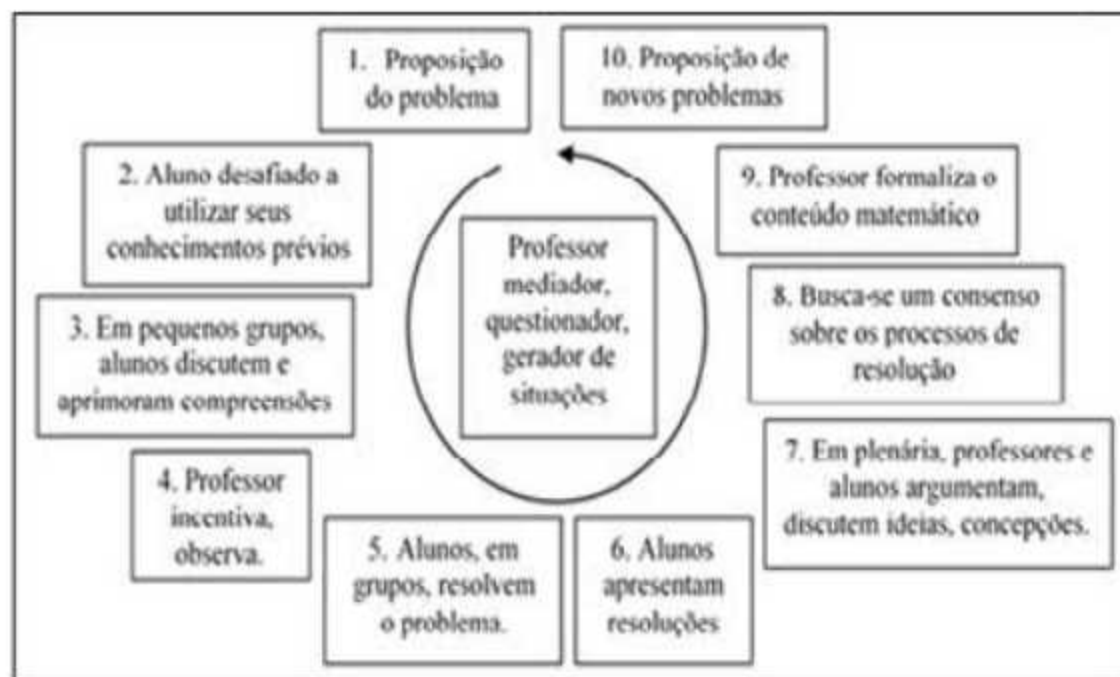 1. Proposição
do problema
10. Proposição de
novos problemas
2. Aluno desafiado a
utilizar seus
conhecimentos prévios
9. Professor formaliza o
conteúdo matemático
Professor
mediador,
questionador,
gerador de
situações
3. Em pequenos grupos,
alunos discutem e
aprimoram compreensões
8. Busca-se um consenso
sobre os processos de
resolução
4. Professor
incentiva,
observa.
7. Em plenária, professores e
alunos argumentam,
discutem ideias, concepções.
5. Alunos, em
grupos, resolvem
o problema.
6. Alunos
apresentam
resoluções